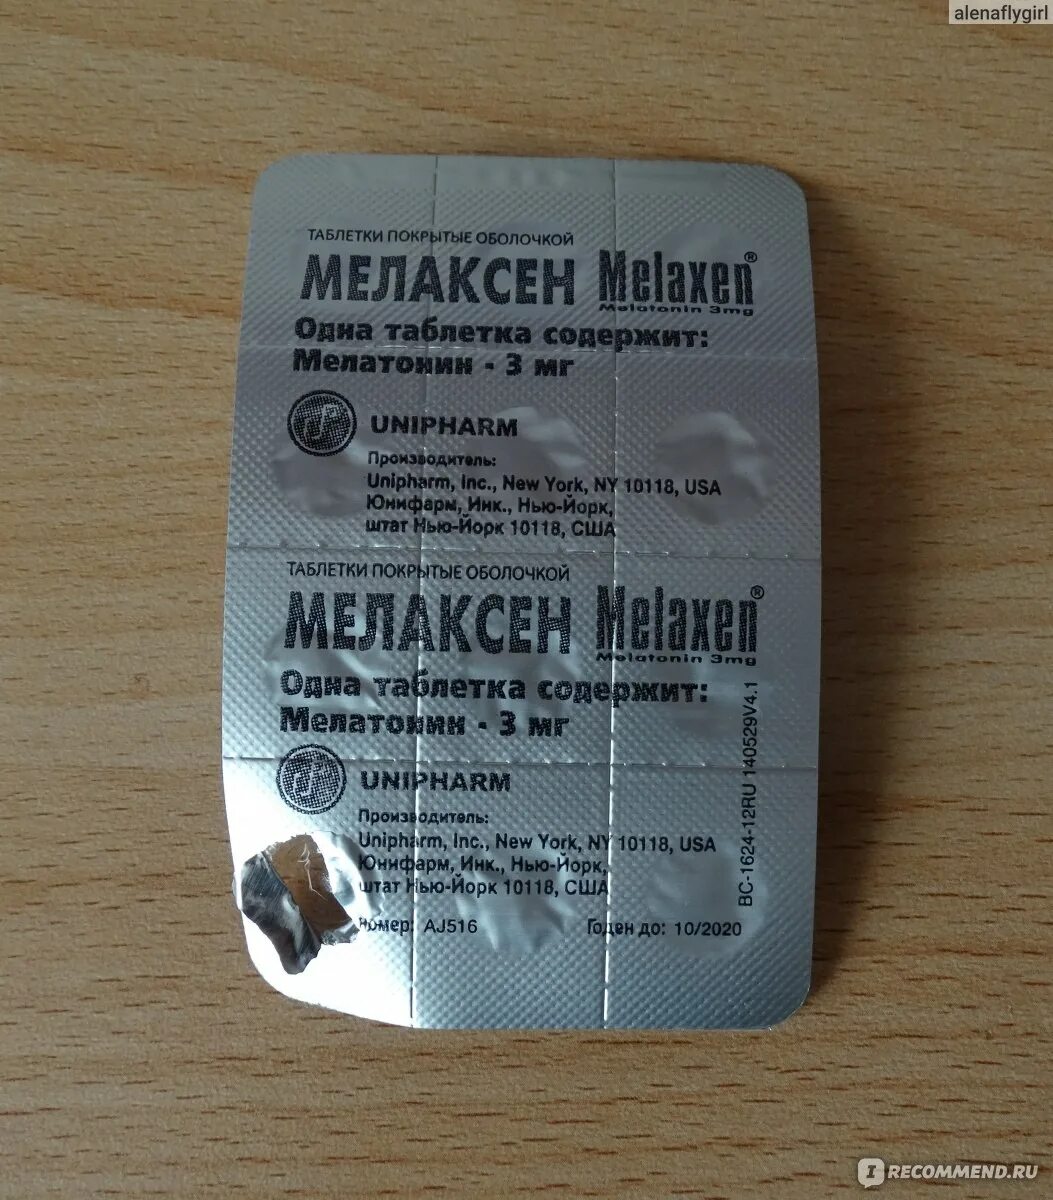 alenaflygirl
ТАБЛЕТКИ ПОКРЫТЫЕ ОБОЛОЧКОЙ
МЕЛАКСЕН Melaxen®
Melatonin 3mg
Одна таблетка содержит:
Мелатонин - 3 мг
UNIPHARM
Производитель:
Unipharm, Inc., New York, NY 10118, USA
Юнифарм, Инк., Нью-Йорк,
штат Нью-Йорк 10118, США
ТАБЛЕТКИ ПОКРЫТЫЕ ОБОЛОЧКОЙ
МЕЛАКСЕН Melaxen®
Melatonin 3mg
Одна таблетка содержит:
Мелатонин - 3 мг
UNIPHARM
Производитель:
Unipharm, Inc., New York, NY 10118, USA
Юнифарм, Инк., Нью-Йорк,
штат Нью-Йорк 10118, США
Номер: AJ516 Годен до: 10/2020
BC-1624-12RU 140529V4.1
IRECOMMEND.RU